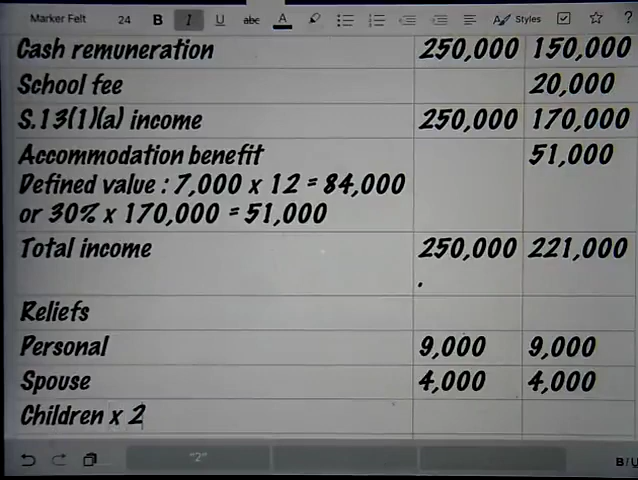 Marker Felt 24 B I U abc A Styles ?
Cash remuneration 250,000 150,000
School fee 20,000
S.13(1)(a) income 250,000 170,000
Accommodation benefit 51,000
Defined value : 7,000 x 12 = 84,000
or 30% x 170,000 = 51,000
Total income 250,000 221,000
.
Reliefs
Personal 9,000 9,000
Spouse 4,000 4,000
Children x 2
"2" B I U